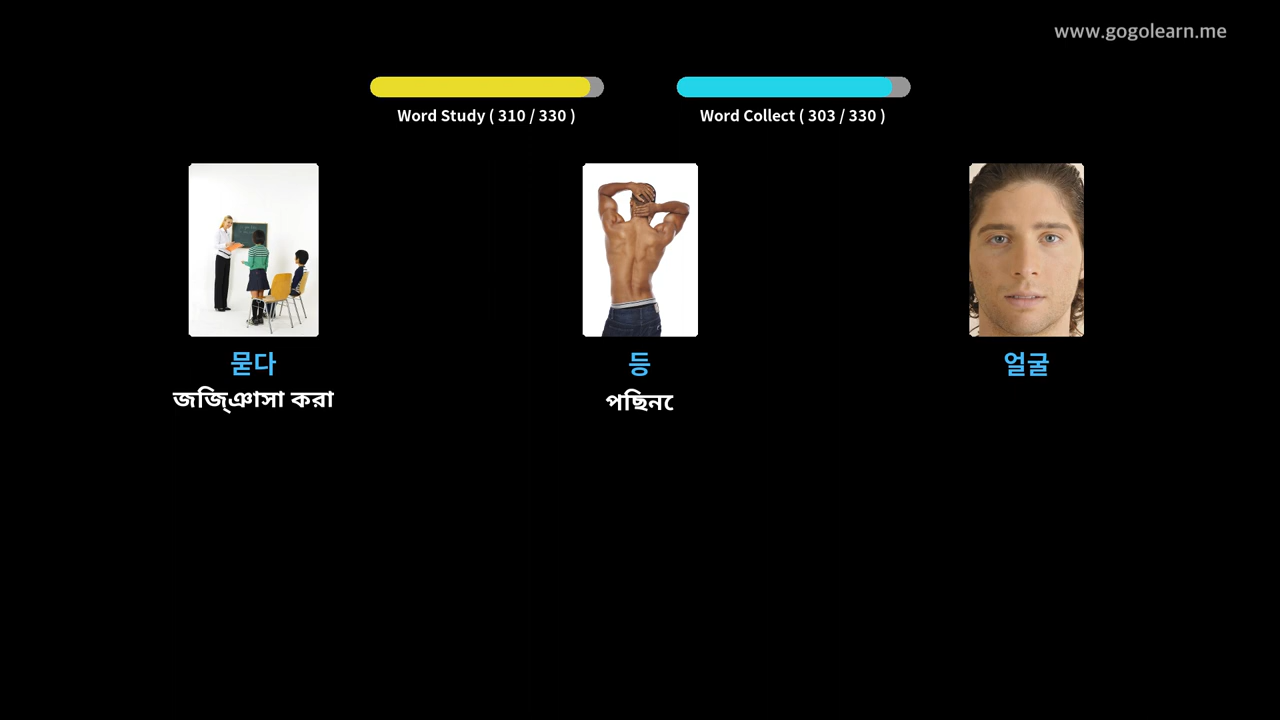 www.gogolearn.me
Word Study ( 310 / 330 )
Word Collect ( 303 / 330 )
묻다
등
얼굴
জজি্ঞাসা করা
পছিনে